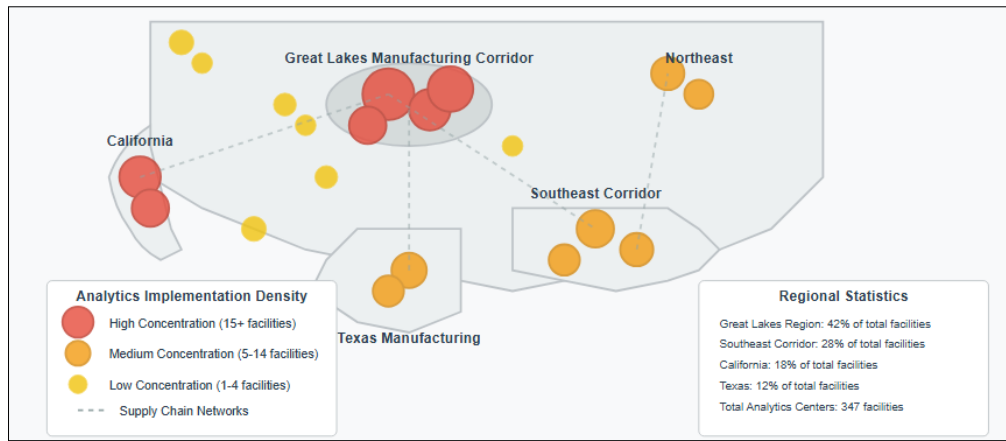 Great Lakes Manufacturing Corridor
Northeast
California
Southeast Corridor
Texas Manufacturing
Analytics Implementation Density
High Concentration (15+ facilities)
Medium Concentration (5-14 facilities)
Low Concentration (1-4 facilities)
Supply Chain Networks
Regional Statistics
Great Lakes Region: 42% of total facilities
Southeast Corridor: 28% of total facilities
California: 18% of total facilities
Texas: 12% of total facilities
Total Analytics Centers: 347 facilities